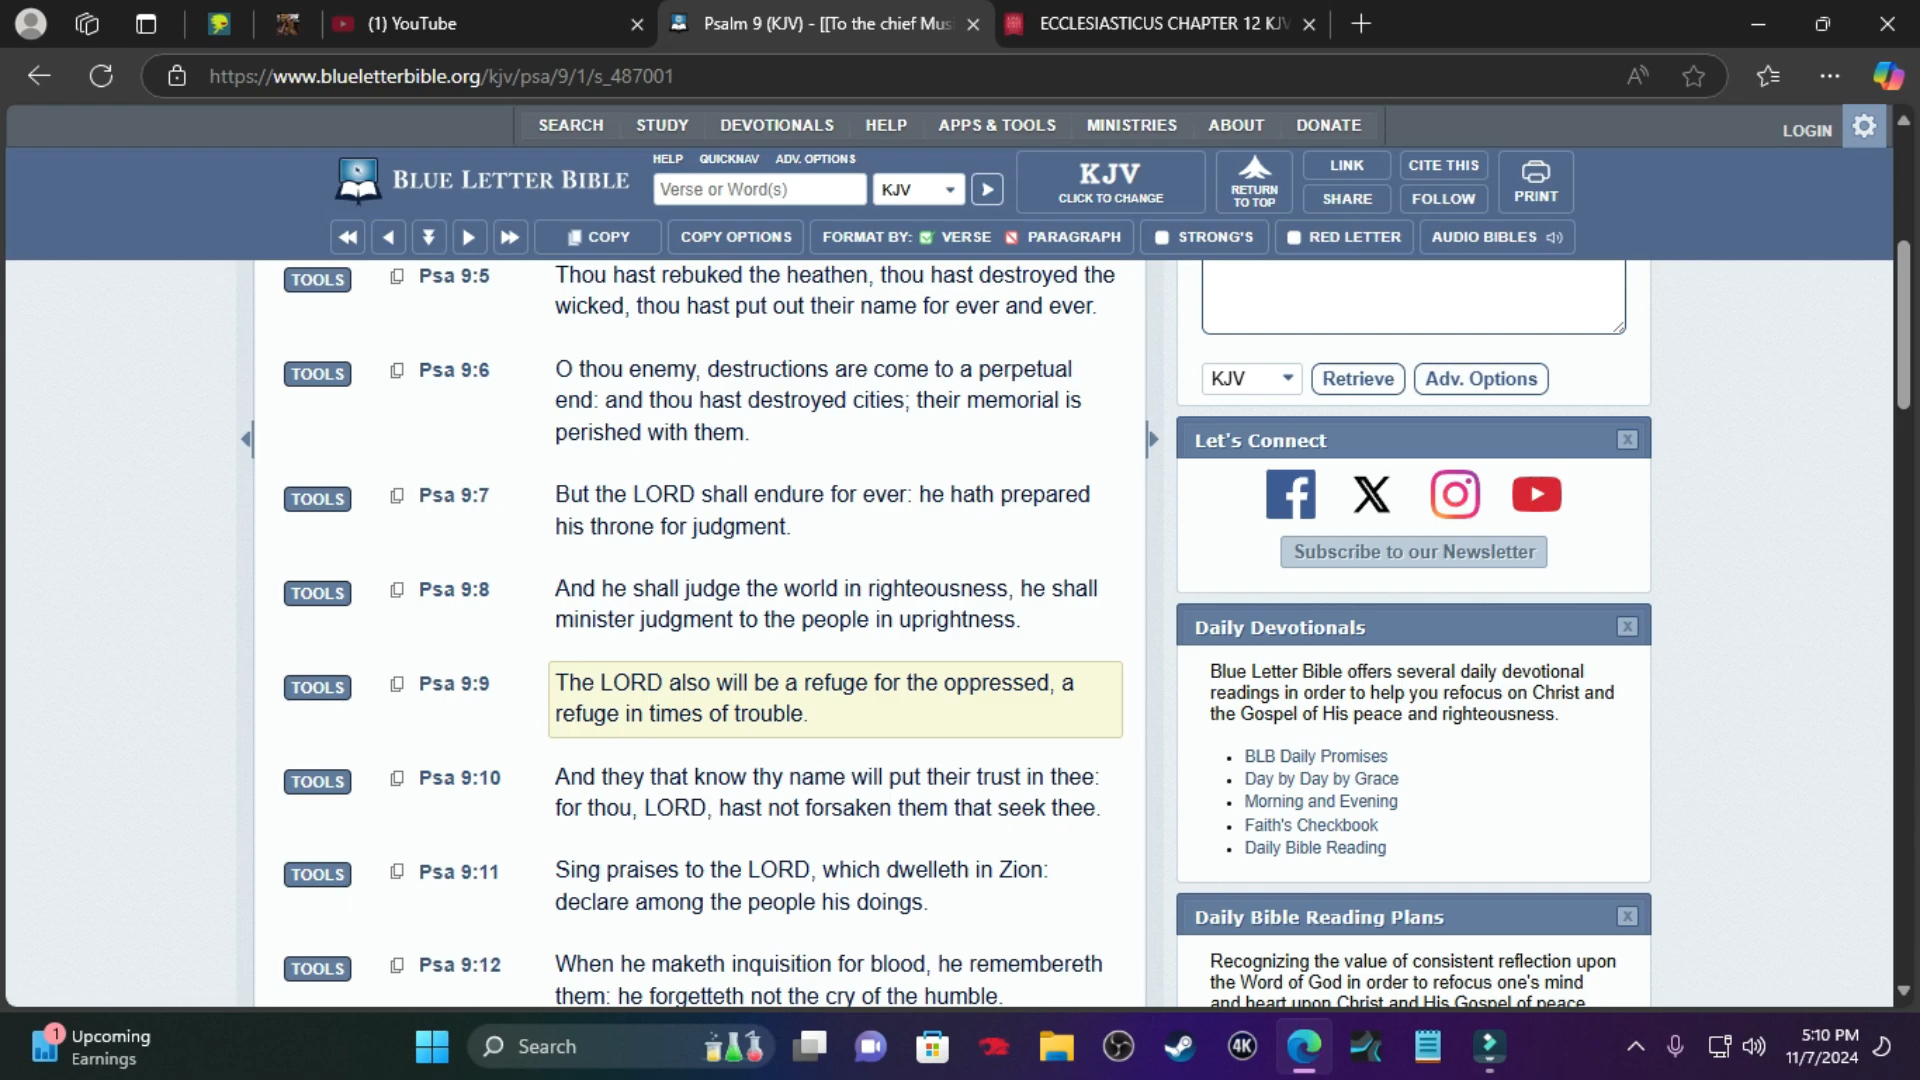 (1) YouTube
Psalm 9 (KJV) - [[To the chief Mus
ECCLESIASTICUS CHAPTER 12 KJV
https://www.blueletterbible.org/kjv/psa/9/1/s_487001
SEARCH STUDY DEVOTIONALS HELP APPS & TOOLS MINISTRIES ABOUT DONATE
LOGIN
BLUE LETTER BIBLE
HELP QUICKNAV ADV. OPTIONS
Verse or Word(s)
KJV
KJV
CLICK TO CHANGE
RETURN
TO TOP
LINK
CITE THIS
SHARE
FOLLOW
PRINT
COPY
COPY OPTIONS
FORMAT BY: VERSE PARAGRAPH
STRONG'S
RED LETTER
AUDIO BIBLES
TOOLS Psa 9:5 Thou hast rebuked the heathen, thou hast destroyed the
wicked, thou hast put out their name for ever and ever.
TOOLS Psa 9:6 O thou enemy, destructions are come to a perpetual
end: and thou hast destroyed cities; their memorial is
perished with them.
TOOLS Psa 9:7 But the LORD shall endure for ever: he hath prepared
his throne for judgment.
TOOLS Psa 9:8 And he shall judge the world in righteousness, he shall
minister judgment to the people in uprightness.
TOOLS Psa 9:9 The LORD also will be a refuge for the oppressed, a
refuge in times of trouble.
TOOLS Psa 9:10 And they that know thy name will put their trust in thee:
for thou, LORD, hast not forsaken them that seek thee.
TOOLS Psa 9:11 Sing praises to the LORD, which dwelleth in Zion:
declare among the people his doings.
TOOLS Psa 9:12 When he maketh inquisition for blood, he remembereth
them: he forgetteth not the cry of the humble.
KJV Retrieve Adv. Options
Let's Connect
Subscribe to our Newsletter
Daily Devotionals
Blue Letter Bible offers several daily devotional
readings in order to help you refocus on Christ and
the Gospel of His peace and righteousness.
BLB Daily Promises
Day by Day by Grace
Morning and Evening
Faith's Checkbook
Daily Bible Reading
Daily Bible Reading Plans
Recognizing the value of consistent reflection upon
the Word of God in order to refocus one's mind
and heart upon Christ and His Gospel of peace
1
Upcoming
Earnings
Search
4K
5:10 PM
11/7/2024